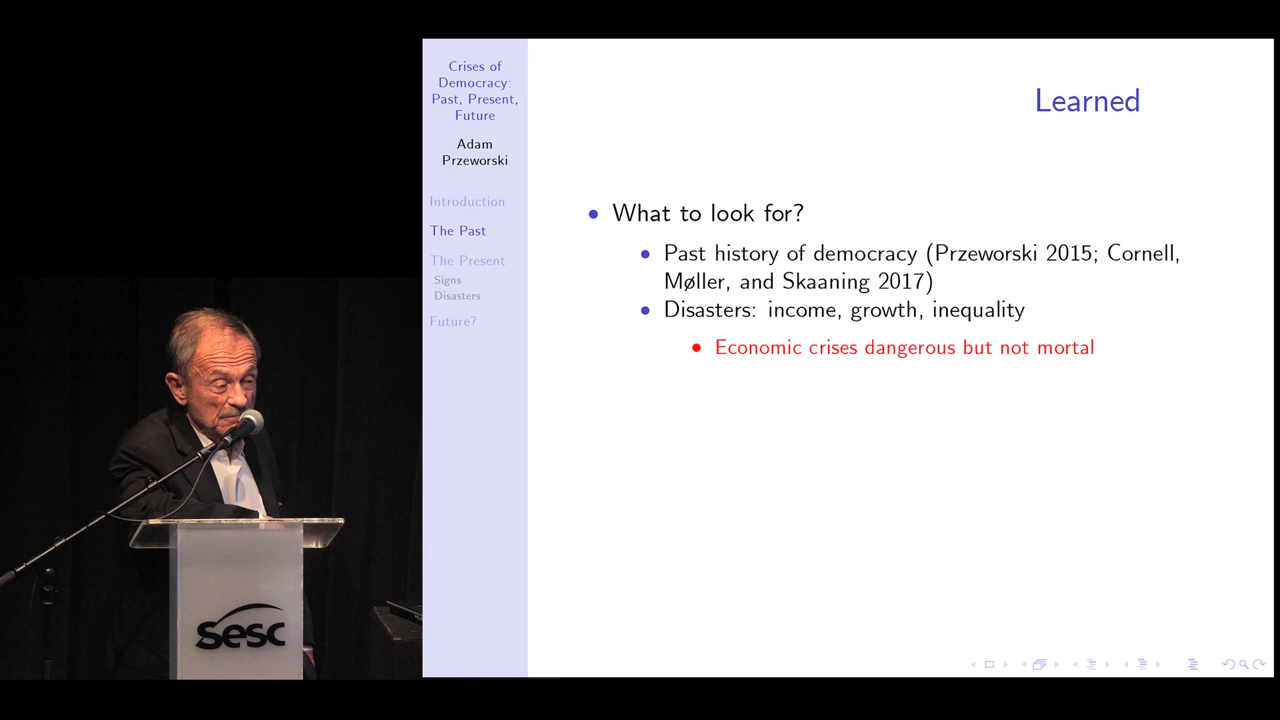 Crises of
Democracy:
Past, Present,
Future
Adam
Przeworski
Introduction
The Past
The Present
Signs
Disasters
Future?
Learned
• What to look for?
• Past history of democracy (Przeworski 2015; Cornell,
Møller, and Skaaning 2017)
• Disasters: income, growth, inequality
• Economic crises dangerous but not mortal
sesc